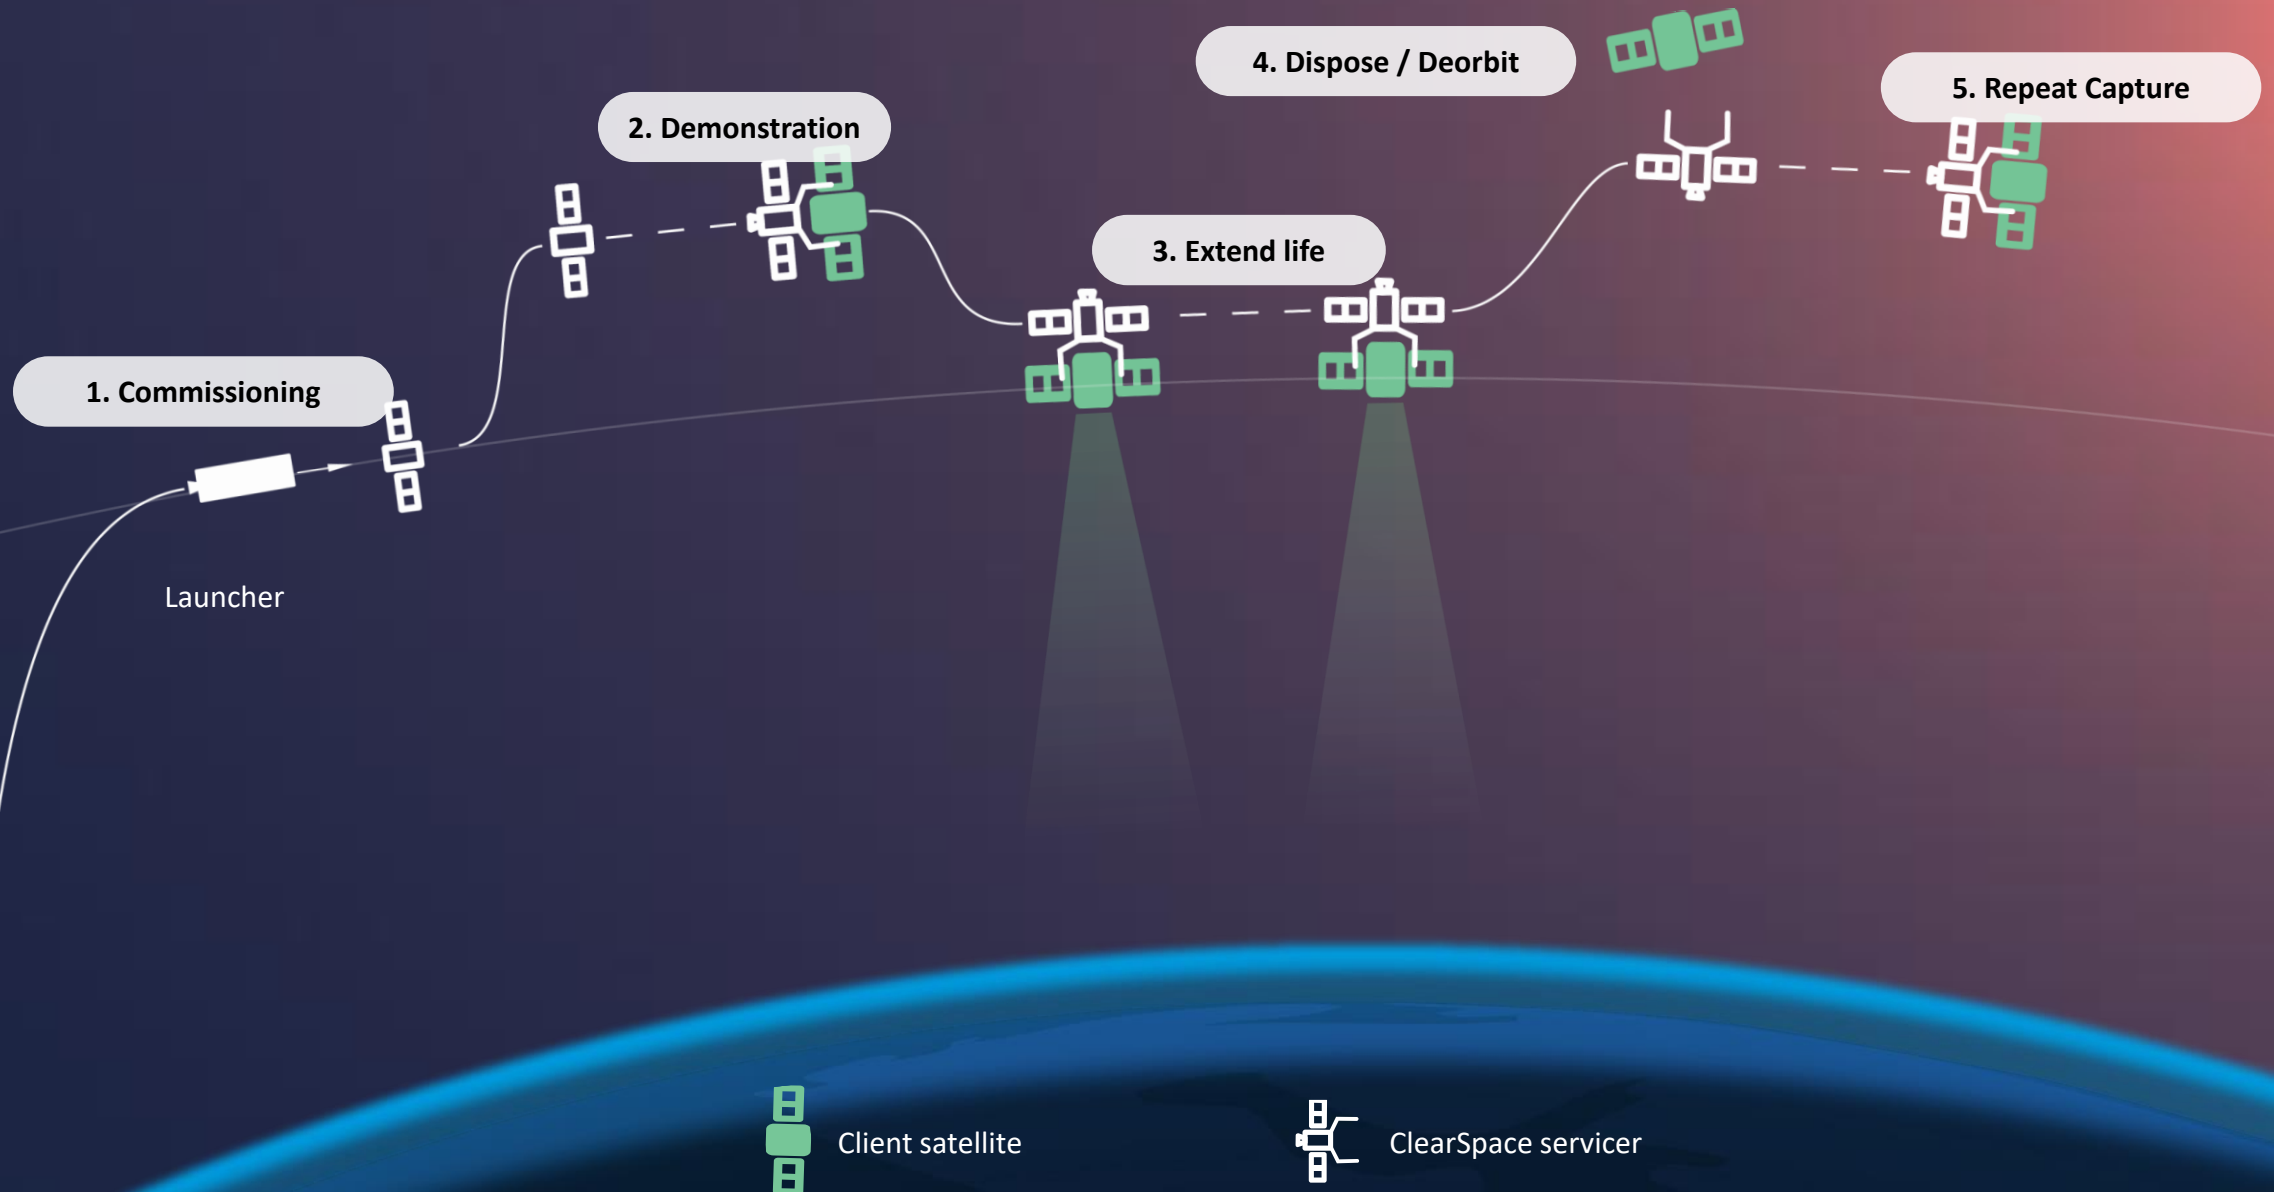 1. Commissioning
Launcher
2. Demonstration
3. Extend life
4. Dispose / Deorbit
5. Repeat Capture
Client satellite
ClearSpace servicer